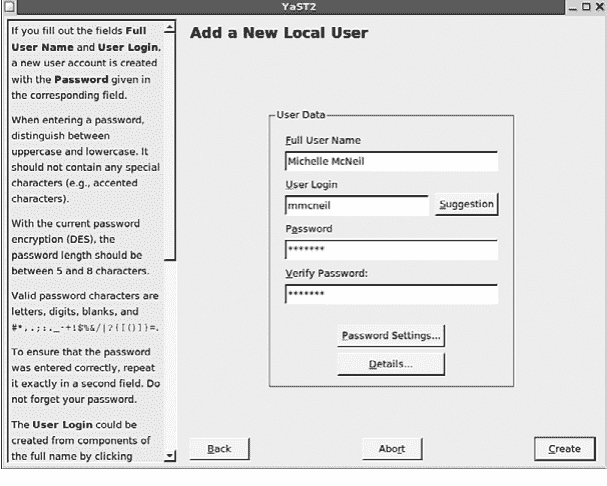 YaST2
If you fill out the fields Full
User Name and User Login,
a new user account is created
with the Password given in
the corresponding field.
When entering a password,
distinguish between
uppercase and lowercase. It
should not contain any special
characters (e.g., accented
characters).
With the current password
encryption (DES), the
password length should be
between 5 and 8 characters.
Valid password characters are
letters, digits, blanks, and
#*,.;:._-+!$%&/|?{[()]}=.
To ensure that the password
was entered correctly, repeat
it exactly in a second field. Do
not forget your password.
The User Login could be
created from components of
the full name by clicking
Add a New Local User
User Data
Full User Name
Michelle McNeil
User Login
mmcneil
Suggestion
Password
*******
Verify Password:
*******
Password Settings...
Details...
Back
Abort
Create